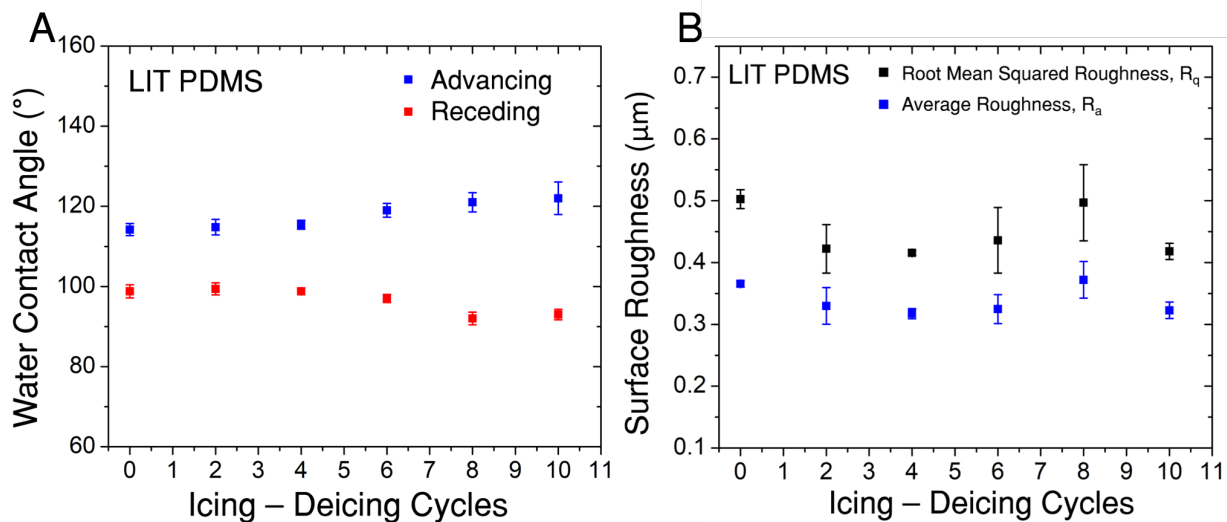 A
160
140
120
100
80
60
Water Contact Angle (°)
LIT PDMS
Advancing
Receding
0 1 2 3 4 5 6 7 8 9 10 11
Icing – Deicing Cycles
B
0.7
0.6
0.5
0.4
0.3
0.2
0.1
Surface Roughness (µm)
LIT PDMS
Root Mean Squared Roughness, Rq
Average Roughness, Ra
0 1 2 3 4 5 6 7 8 9 10 11
Icing – Deicing Cycles